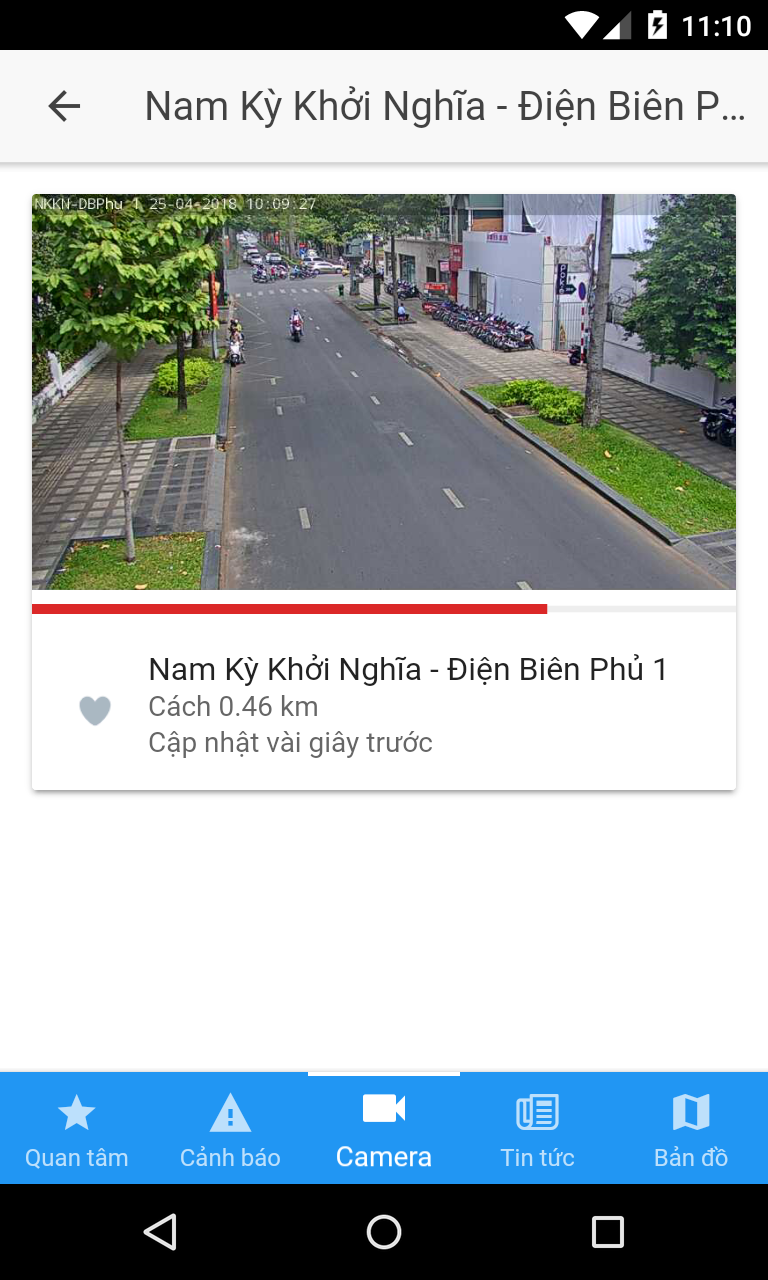 11:10
Nam Kỳ Khởi Nghĩa - Điện Biên P...
NKKN-DBPhu 1 25-04-2018 10:09:27
Nam Kỳ Khởi Nghĩa - Điện Biên Phủ 1
Cách 0.46 km
Cập nhật vài giây trước
Quan tâm
Cảnh báo
Camera
Tin tức
Bản đồ